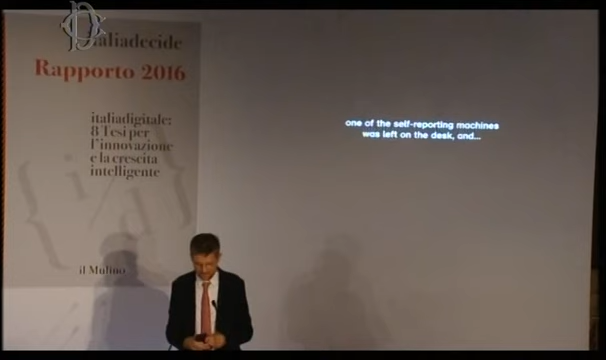 italiadecide
Rapporto 2016
italiadigitale:
8 Tesi per
l'innovazione
e la crescita
intelligente
{i/d}
il Mulino
one of the self-reporting machines
was left on the desk, and...